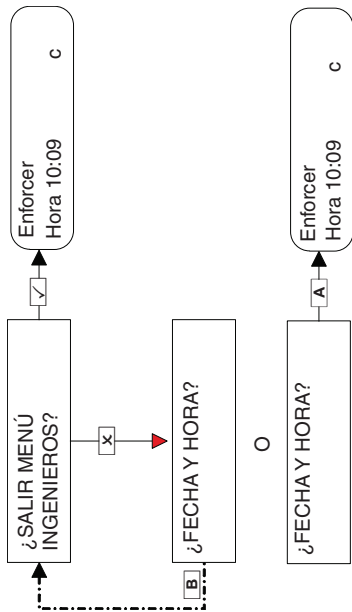 ¿SALIR MENÚ
INGENIEROS?
✓
Enforcer
Hora 10:09 c
x
B
¿FECHA Y HORA?
O
¿FECHA Y HORA?
A
Enforcer
Hora 10:09 c